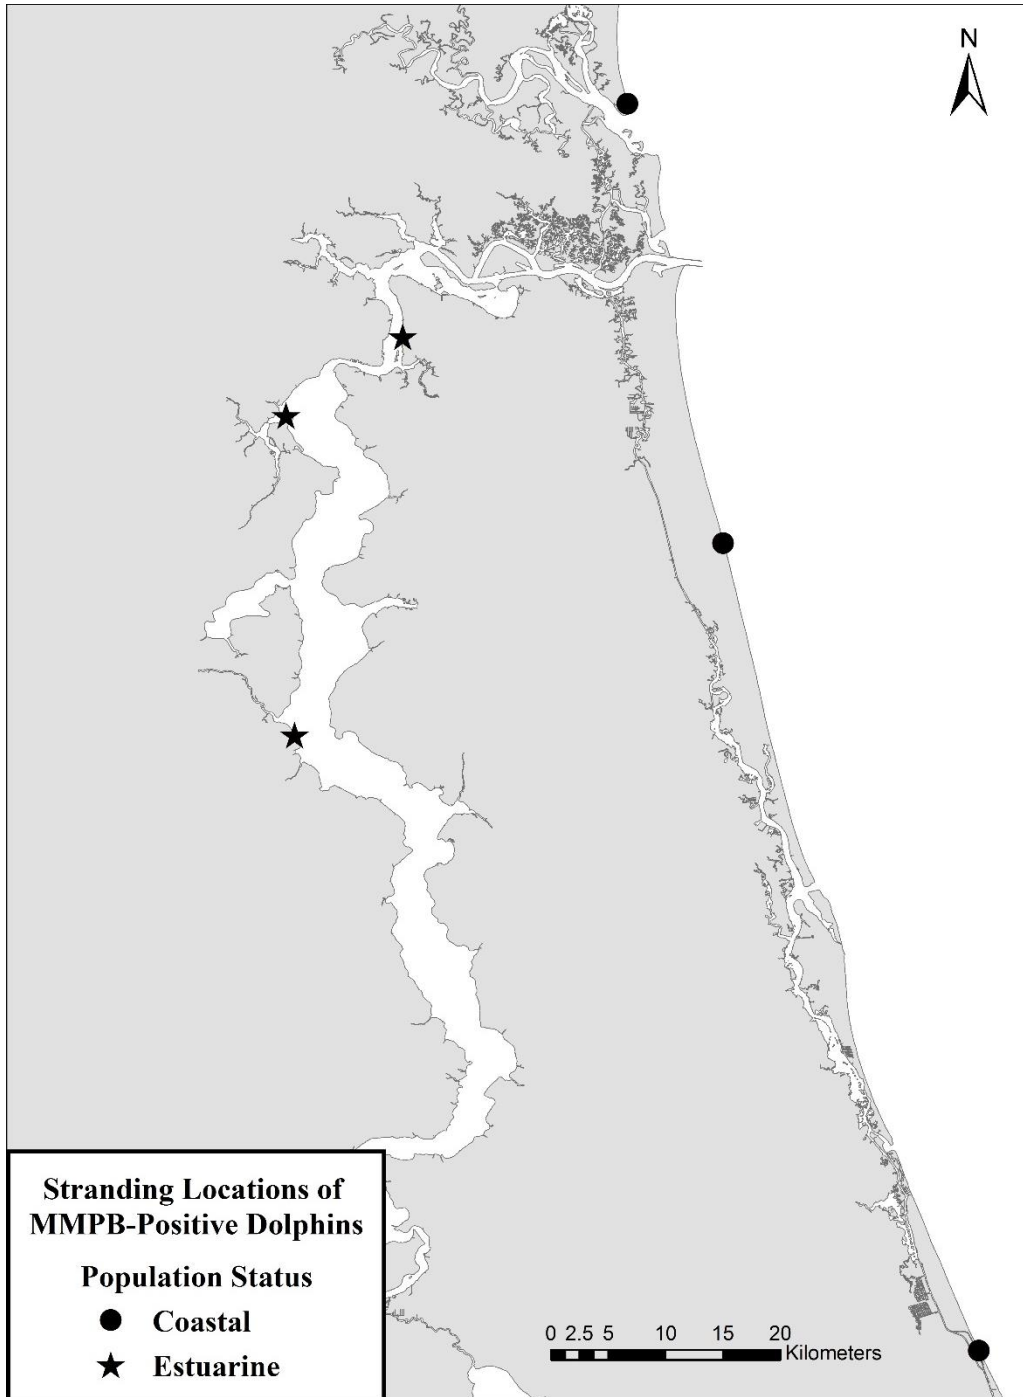 N
Stranding Locations of
MMPB-Positive Dolphins
Population Status
Coastal
Estuarine
0 2.5 5 10 15 20
Kilometers